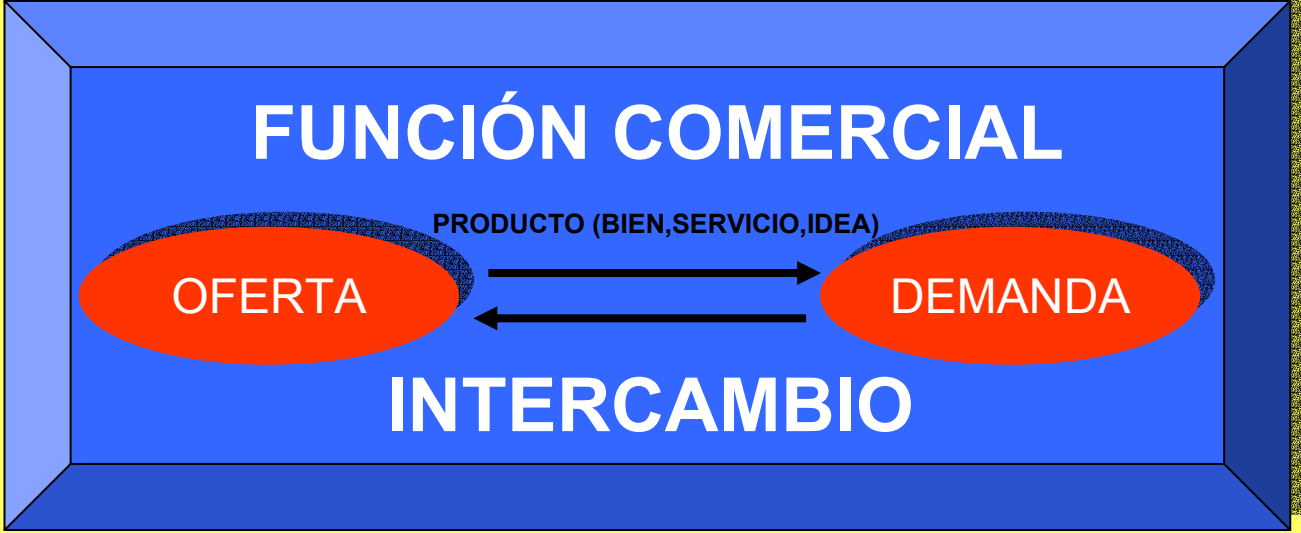 FUNCIÓN COMERCIAL
PRODUCTO (BIEN,SERVICIO,IDEA)
OFERTA
DEMANDA
INTERCAMBIO